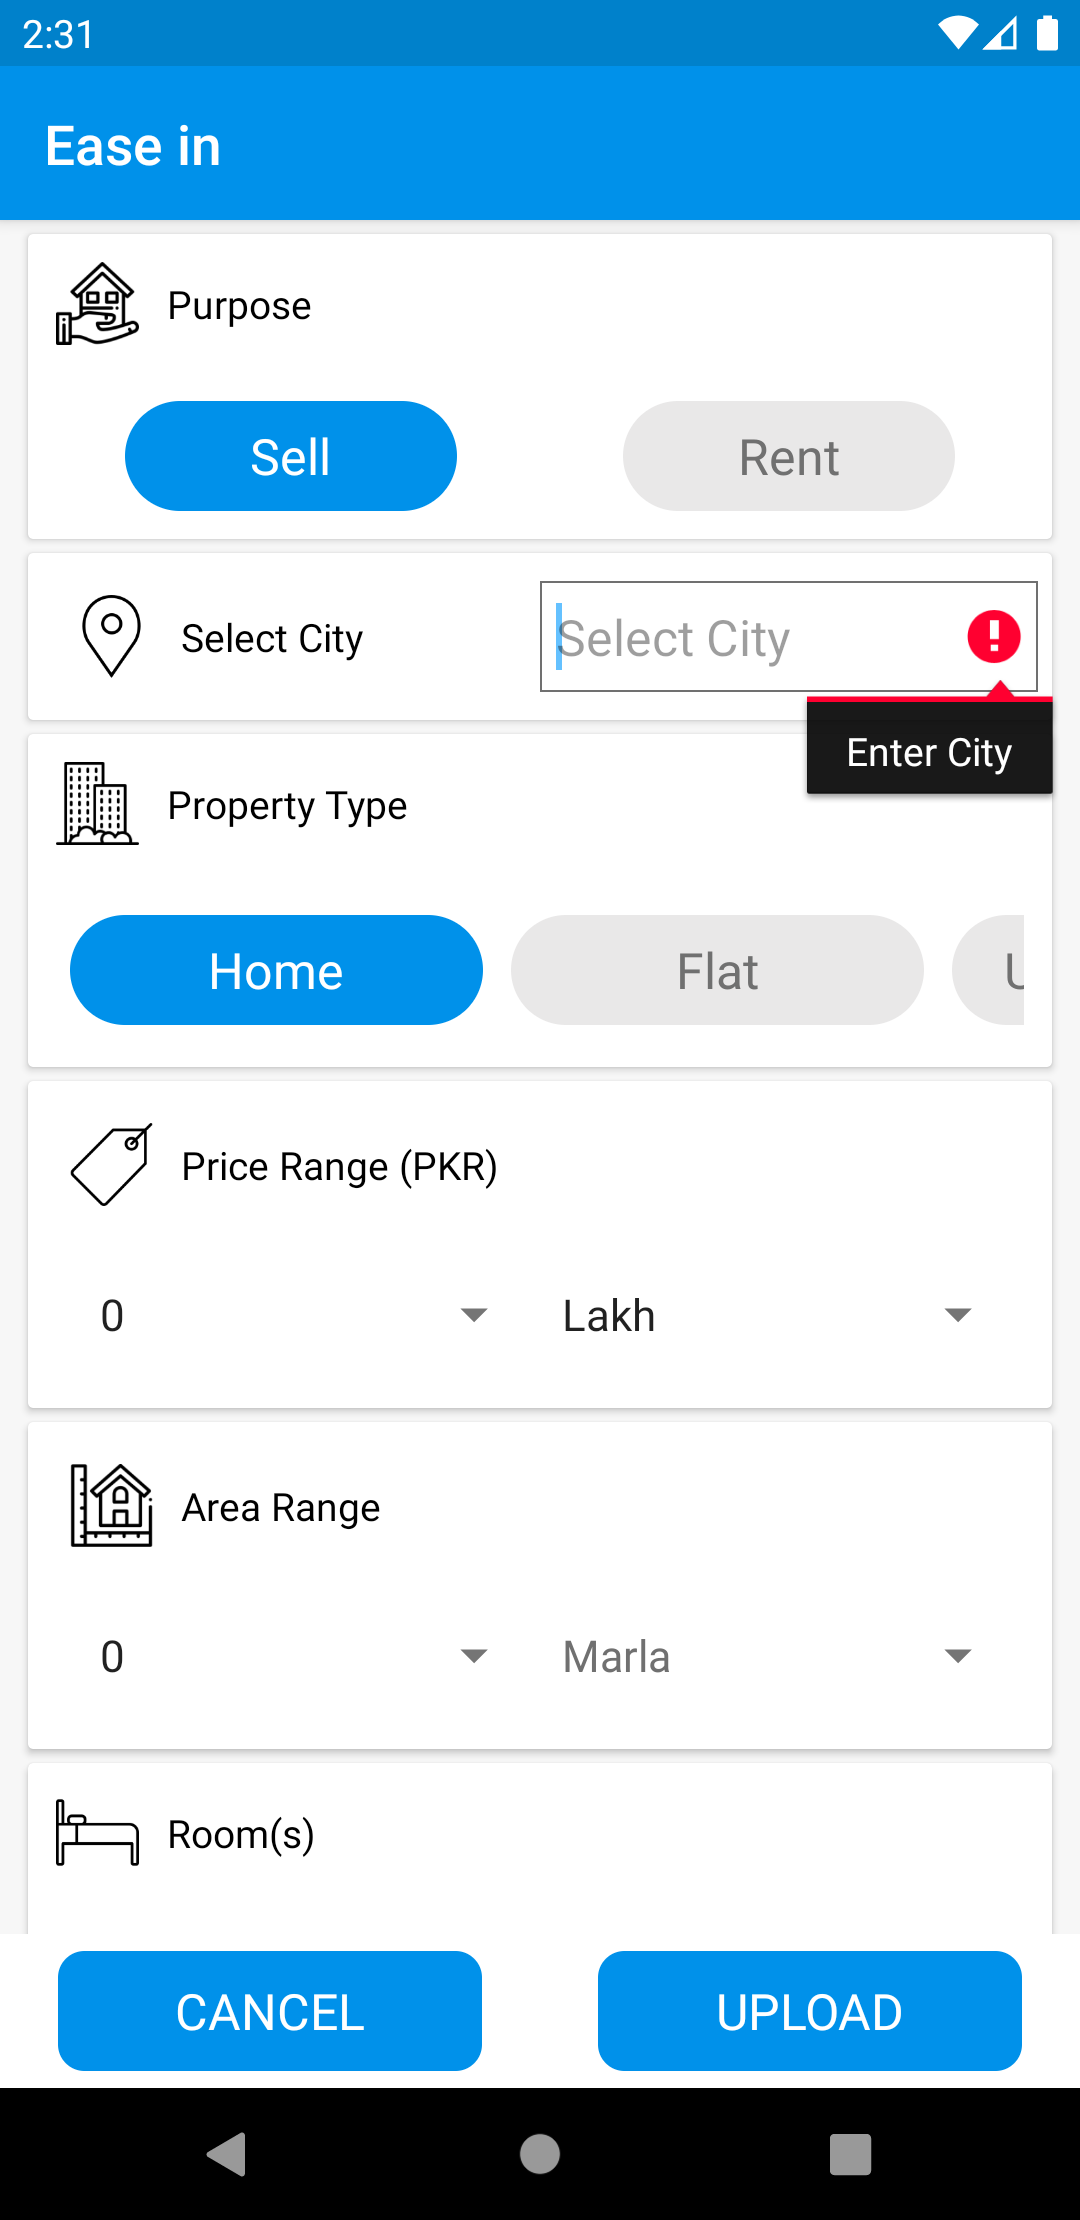 2:31
Ease in
Purpose
Sell
Rent
Select City
Select City
Enter City
Property Type
Home
Flat
Price Range (PKR)
0
Lakh
Area Range
0
Marla
Room(s)
CANCEL
UPLOAD